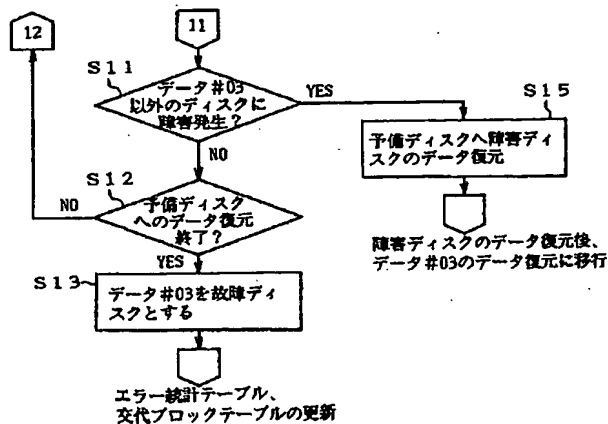 12
11
S11
データ#03
以外のディスクに
障害発生?
YES
S15
予備ディスクへ障害ディ
スクのデータ復元
NO
S12
NO
予備ディスク
へのデータ復元
終了?
障害ディスクのデータ復元後、
データ#03のデータ復元に移行
YES
S13
データ#03を故障ディ
スクとする
エラー統計テーブル、
交代ブロックテーブルの更新